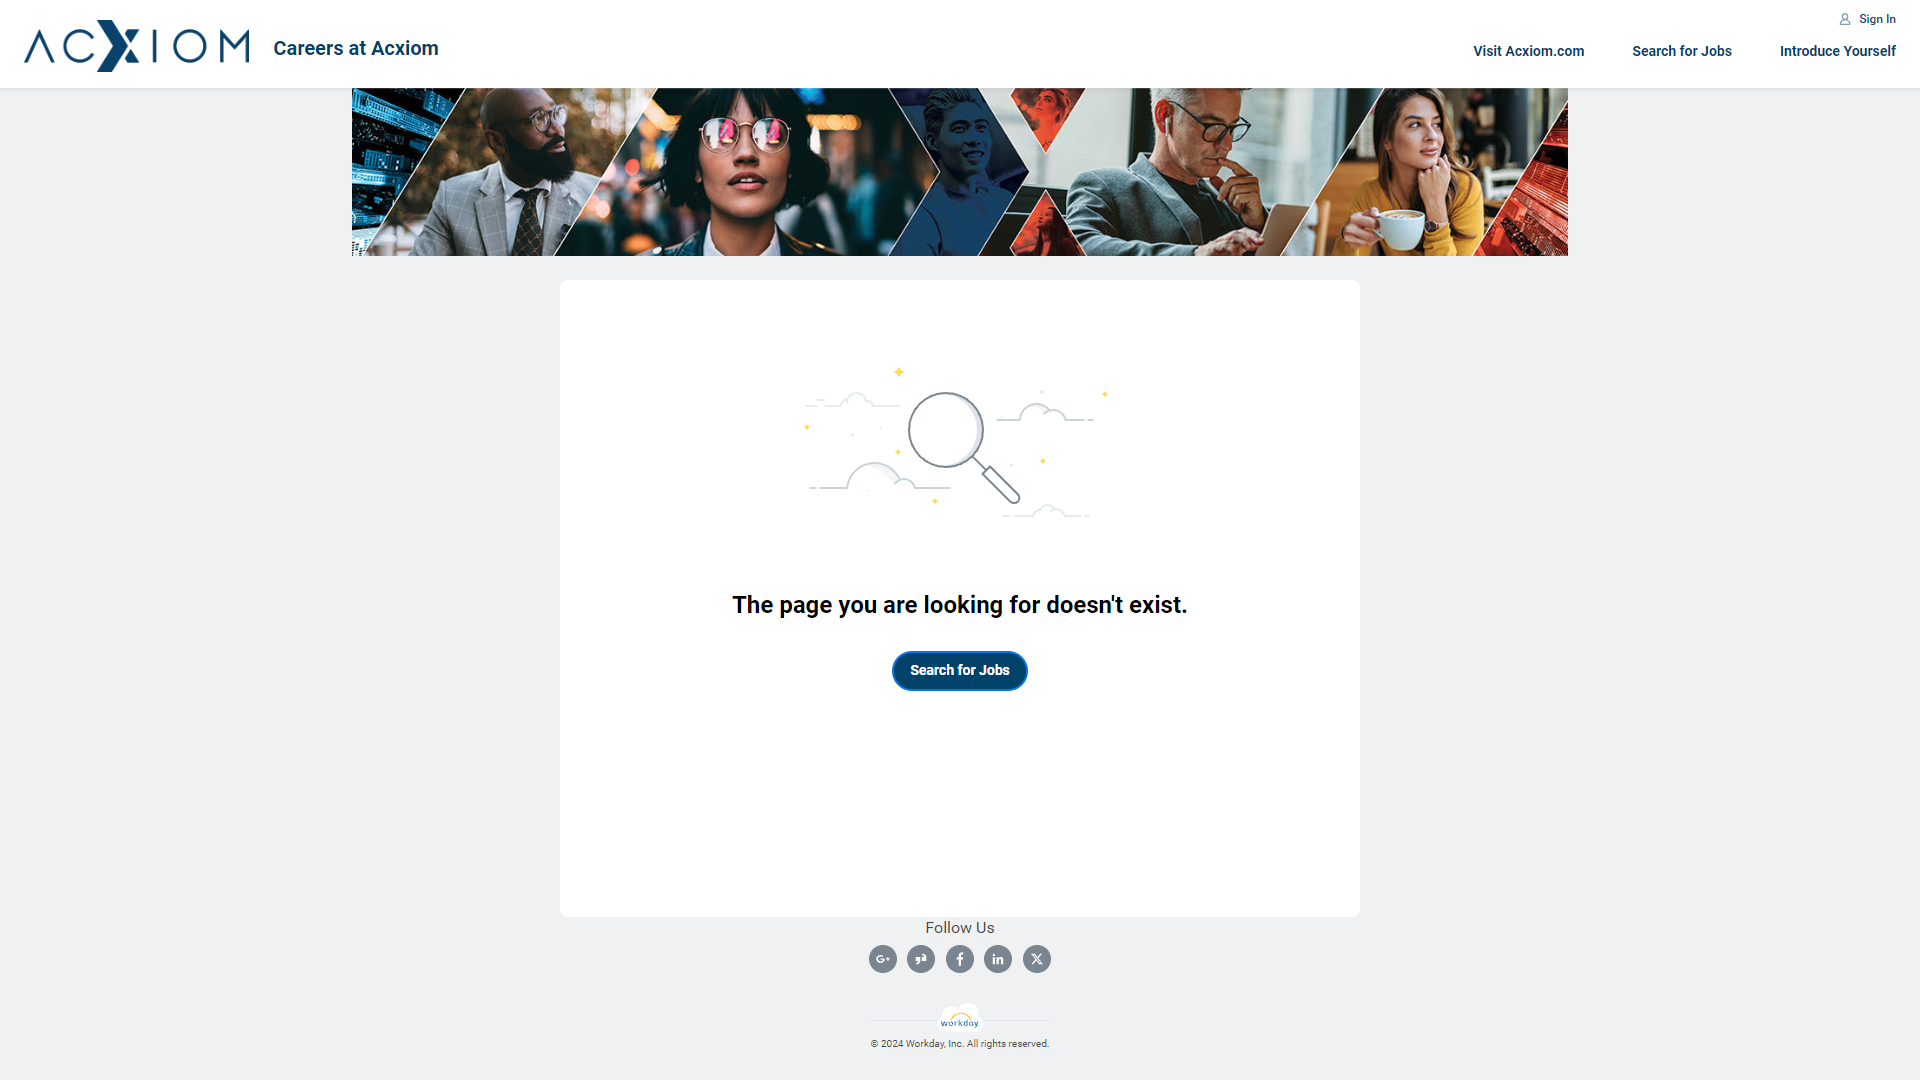 ACXIOM
Careers at Acxiom
Sign In
Visit Acxiom.com
Search for Jobs
Introduce Yourself
The page you are looking for doesn't exist.
Search for Jobs
Follow Us
G+
f
in
X
workday.
© 2024 Workday, Inc. All rights reserved.